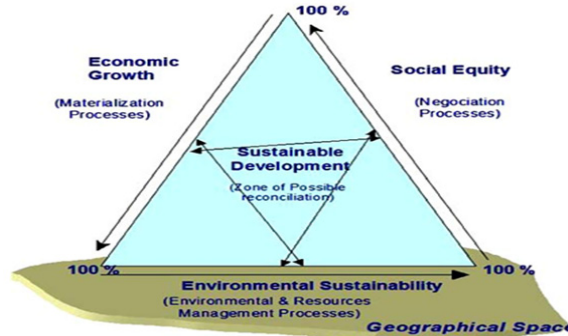 100 %
Economic
Growth
(Materialization
Processes)
Social Equity
(Negociation
Processes)
Sustainable
Development
(Zone of Possible
reconciliation)
100 %
100 %
Environmental Sustainability
(Environmental & Resources
Management Processes)
Geographical Space